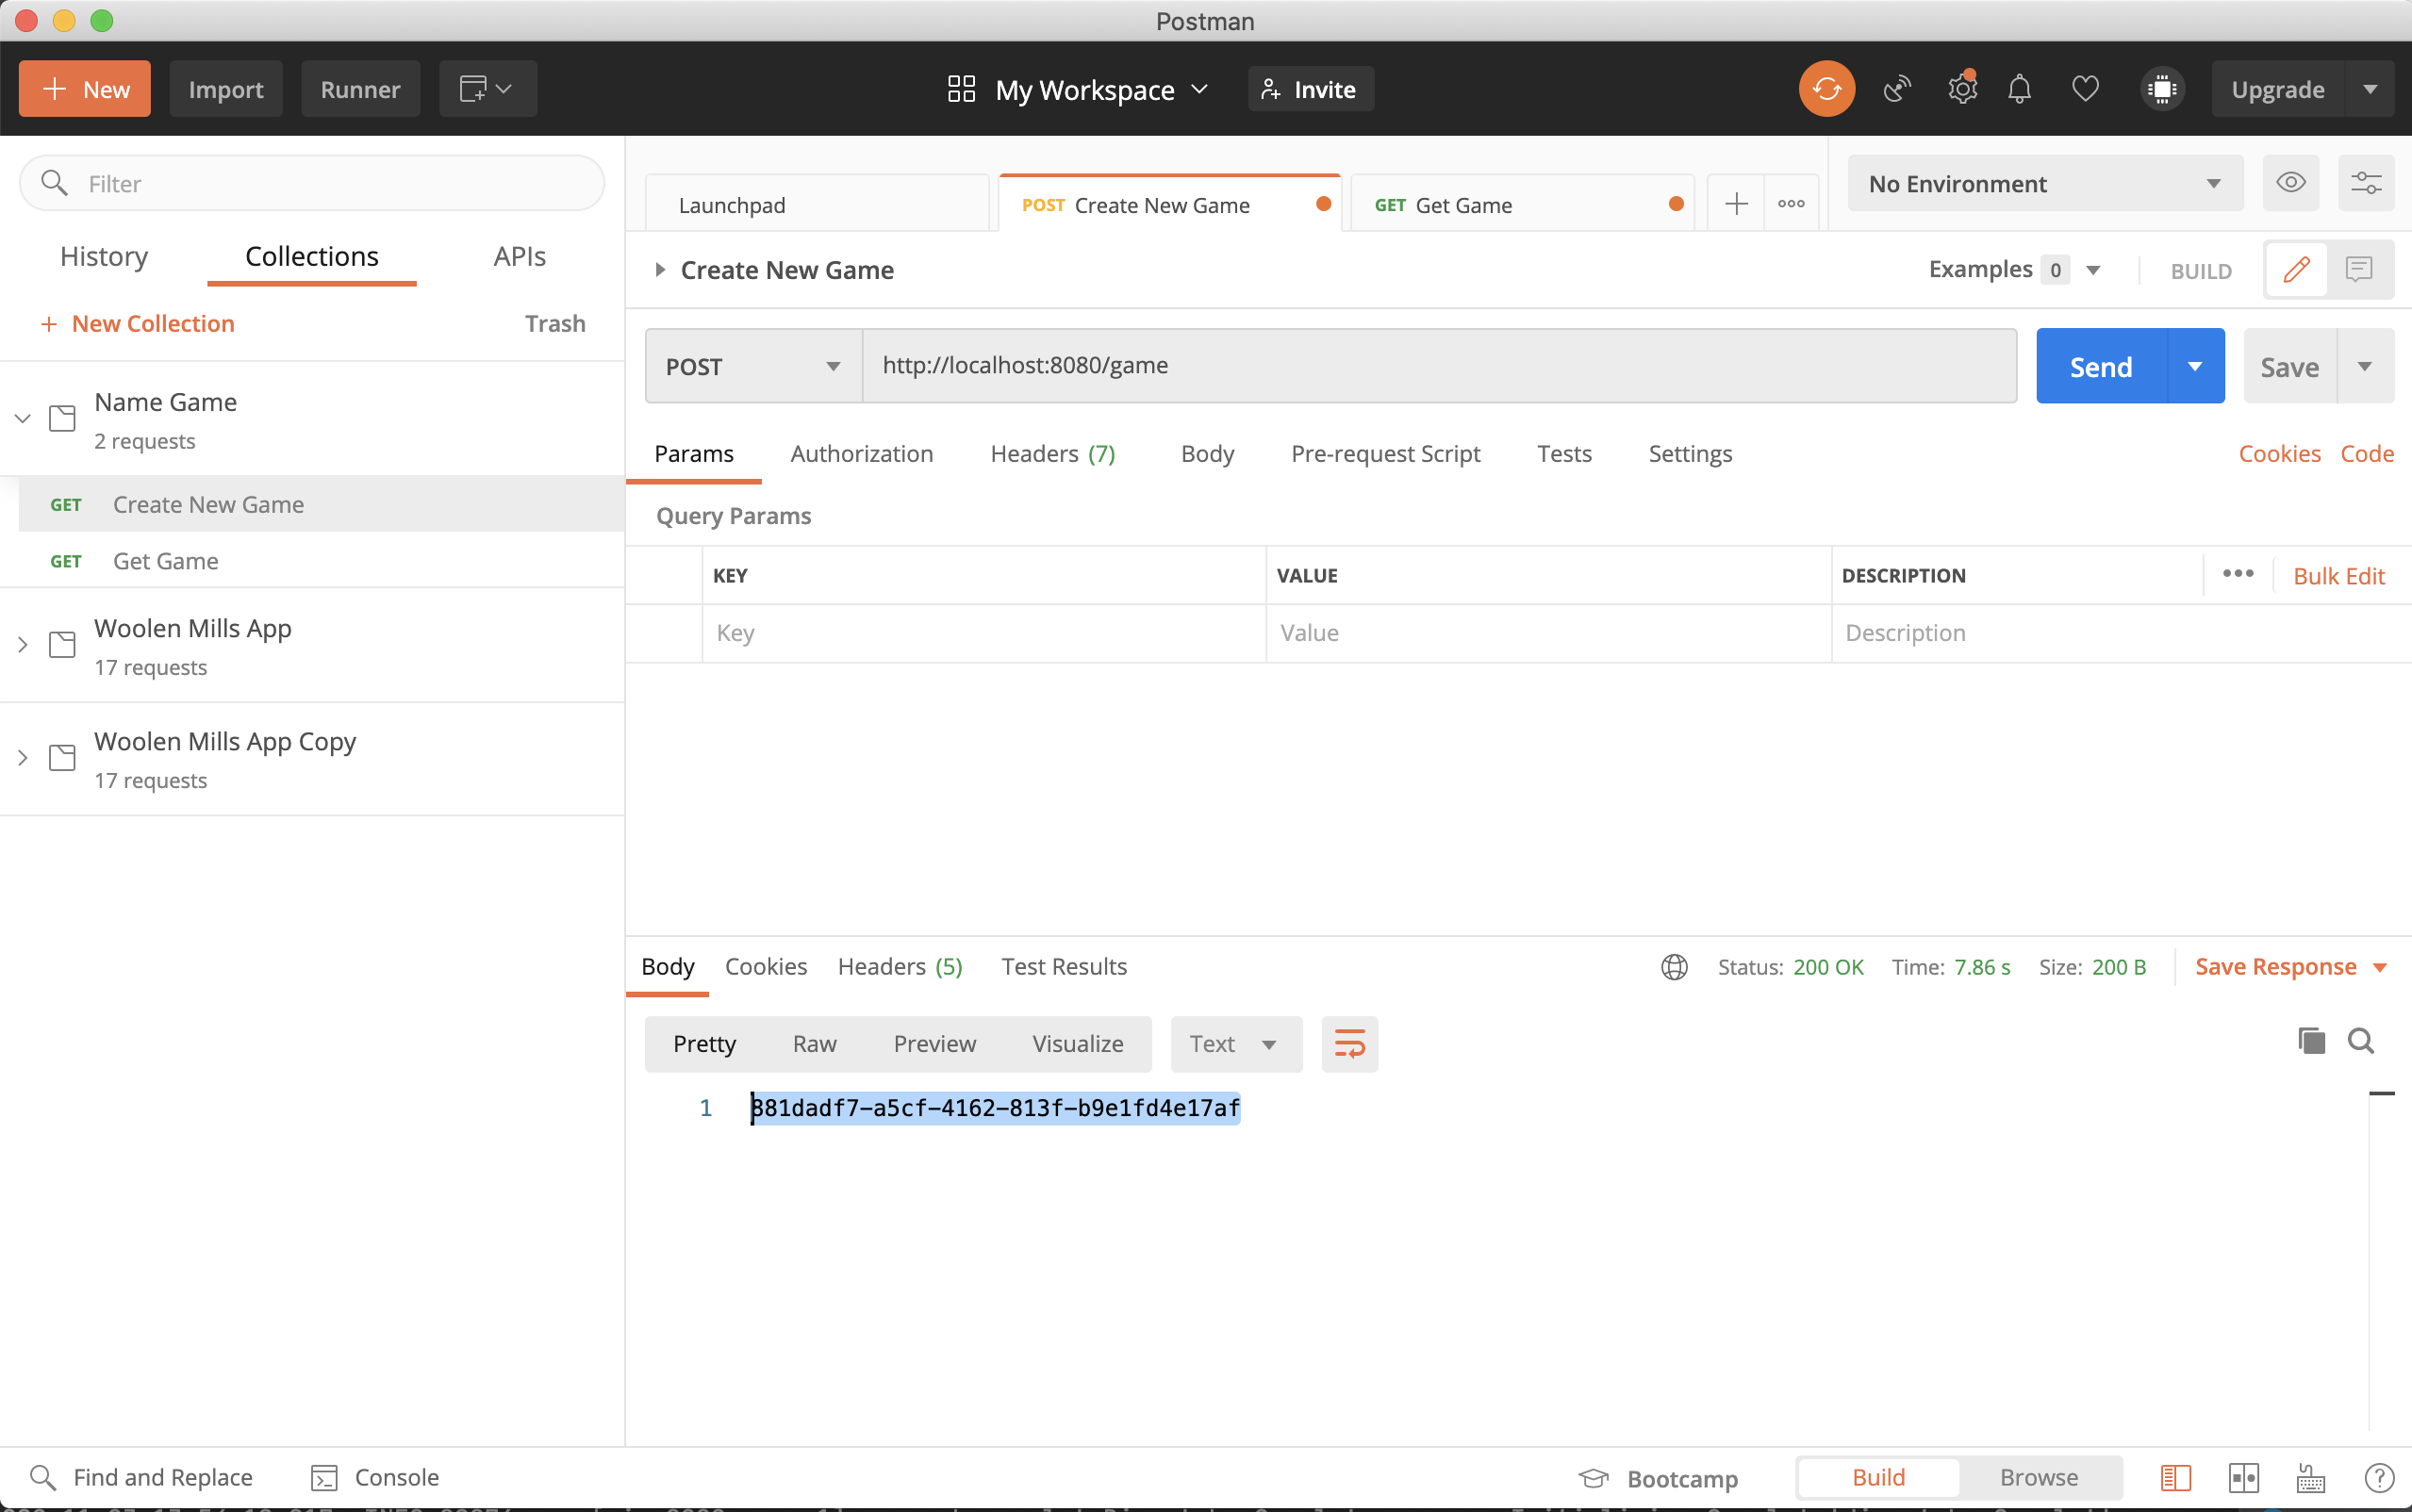 Postman
New
Import
Runner
My Workspace
Invite
Upgrade
Filter
History
Collections
APIs
+ New Collection
Trash
Name Game
2 requests
GET Create New Game
GET Get Game
Woolen Mills App
17 requests
Woolen Mills App Copy
17 requests
Launchpad
POST Create New Game
GET Get Game
No Environment
Create New Game
Examples 0
BUILD
POST
http://localhost:8080/game
Send
Save
Params
Authorization
Headers (7)
Body
Pre-request Script
Tests
Settings
Cookies
Code
Query Params
KEY
VALUE
DESCRIPTION
Bulk Edit
Key
Value
Description
Body
Cookies
Headers (5)
Test Results
Status: 200 OK
Time: 7.86 s
Size: 200 B
Save Response
Pretty
Raw
Preview
Visualize
Text
1
881dadf7-a5cf-4162-813f-b9e1fd4e17af
Find and Replace
Console
Bootcamp
Build
Browse